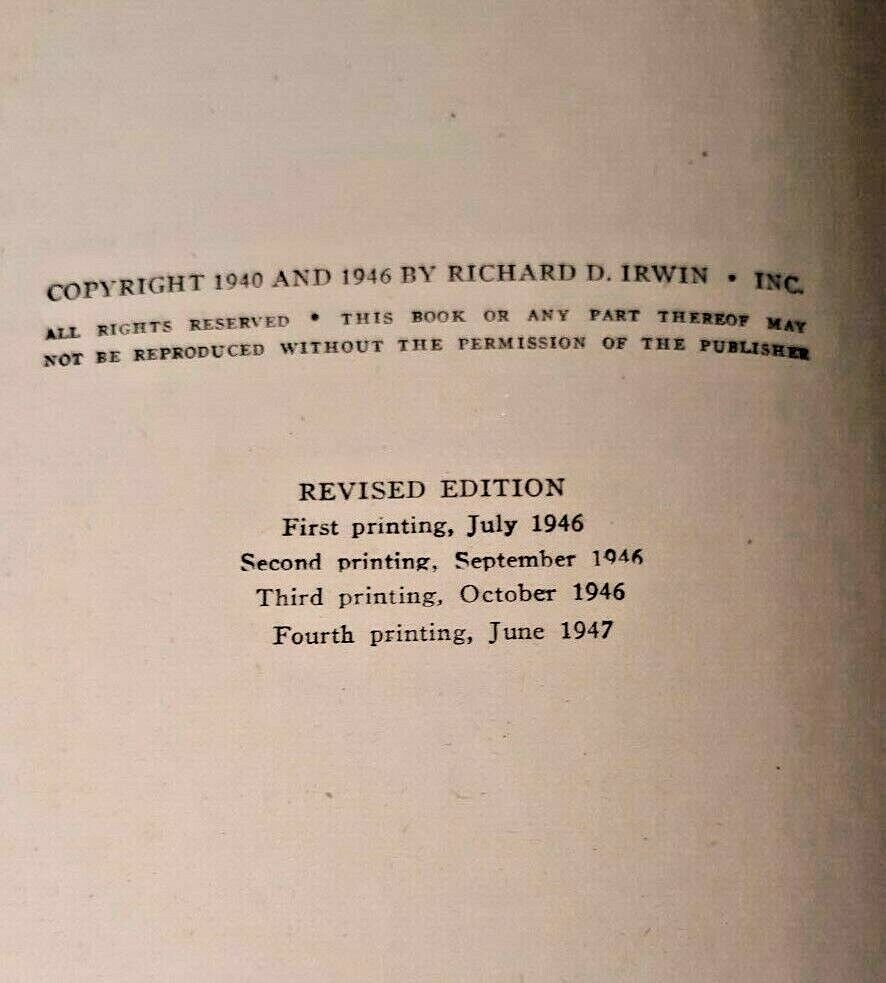 COPYRIGHT 1940 AND 1946 BY RICHARD D. IRWIN • INC.
ALL RIGHTS RESERVED • THIS BOOK OR ANY PART THEREOF MAY
NOT BE REPRODUCED WITHOUT THE PERMISSION OF THE PUBLISHER
REVISED EDITION
First printing, July 1946
Second printing, September 1946
Third printing, October 1946
Fourth printing, June 1947